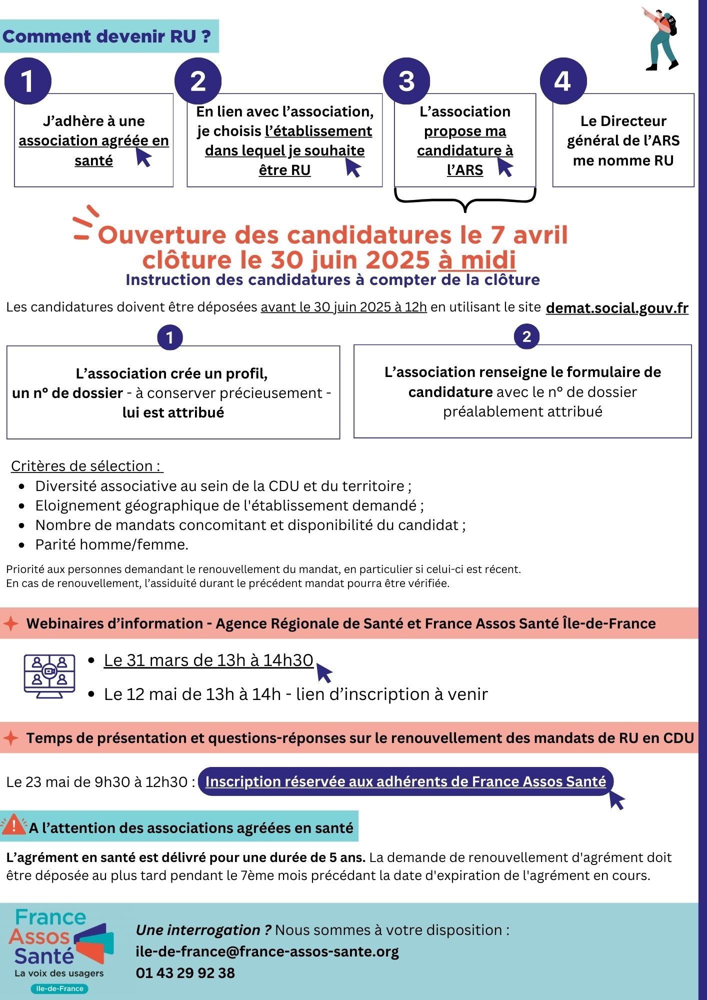 Comment devenir RU ?
RU
1
J’adhère à une
association agréée en
santé
2
En lien avec l’association,
je choisis l’établissement
dans lequel je souhaite
être RU
3
L’association
propose ma
candidature à
l’ARS
4
Le Directeur
général de l’ARS
me nomme RU
Ouverture des candidatures le 7 avril
clôture le 30 juin 2025 à midi
Instruction des candidatures à compter de la clôture
Les candidatures doivent être déposées avant le 30 juin 2025 à 12h en utilisant le site demat.social.gouv.fr
1
L’association crée un profil,
un n° de dossier - à conserver précieusement -
lui est attribué
2
L’association renseigne le formulaire de
candidature avec le n° de dossier
préalablement attribué
Critères de sélection :
• Diversité associative au sein de la CDU et du territoire ;
• Eloignement géographique de l'établissement demandé ;
• Nombre de mandats concomitant et disponibilité du candidat ;
• Parité homme/femme.
Priorité aux personnes demandant le renouvellement du mandat, en particulier si celui-ci est récent.
En cas de renouvellement, l’assiduité durant le précédent mandat pourra être vérifiée.
Webinaires d’information - Agence Régionale de Santé et France Assos Santé Île-de-France
• Le 31 mars de 13h à 14h30
• Le 12 mai de 13h à 14h - lien d’inscription à venir
Temps de présentation et questions-réponses sur le renouvellement des mandats de RU en CDU
Le 23 mai de 9h30 à 12h30 : Inscription réservée aux adhérents de France Assos Santé
A l’attention des associations agréées en santé
L’agrément en santé est délivré pour une durée de 5 ans. La demande de renouvellement d'agrément doit
être déposée au plus tard pendant le 7ème mois précédant la date d'expiration de l'agrément en cours.
France
Assos
Santé
La voix des usagers
Ile-de-France
Une interrogation ? Nous sommes à votre disposition :
ile-de-france@france-assos-sante.org
01 43 29 92 38